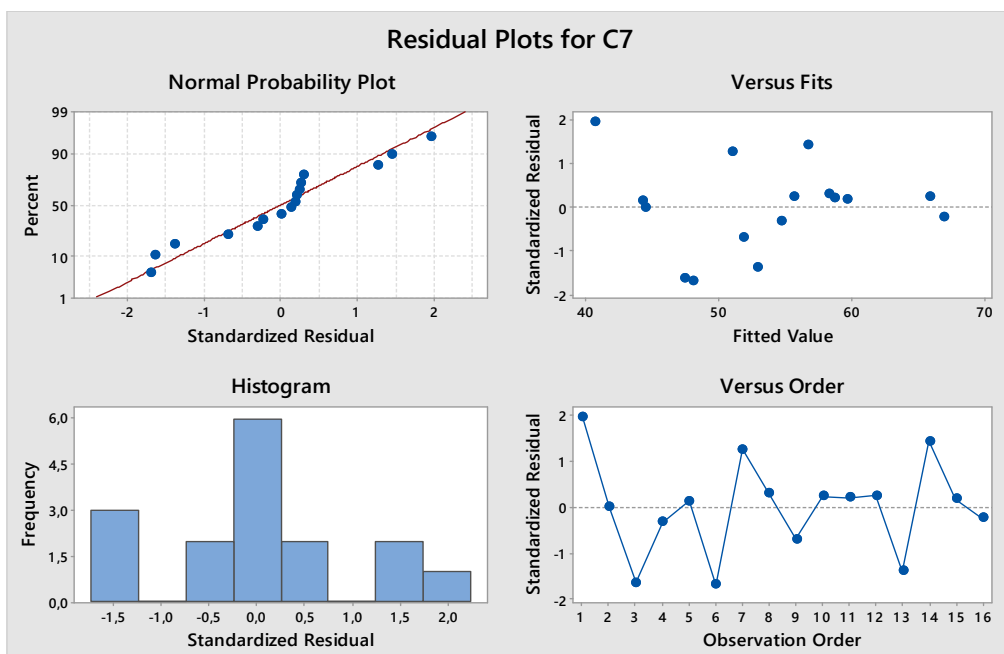 Residual Plots for C7
Normal Probability Plot
99
90
50
10
1
Percent
-2 -1 0 1 2
Standardized Residual
Versus Fits
2
1
0
-1
-2
Standardized Residual
40 50 60 70
Fitted Value
Histogram
6,0
4,5
3,0
1,5
0,0
Frequency
-1,5 -1,0 -0,5 0,0 0,5 1,0 1,5 2,0
Standardized Residual
Versus Order
2
1
0
-1
-2
Standardized Residual
1 2 3 4 5 6 7 8 9 10 11 12 13 14 15 16
Observation Order